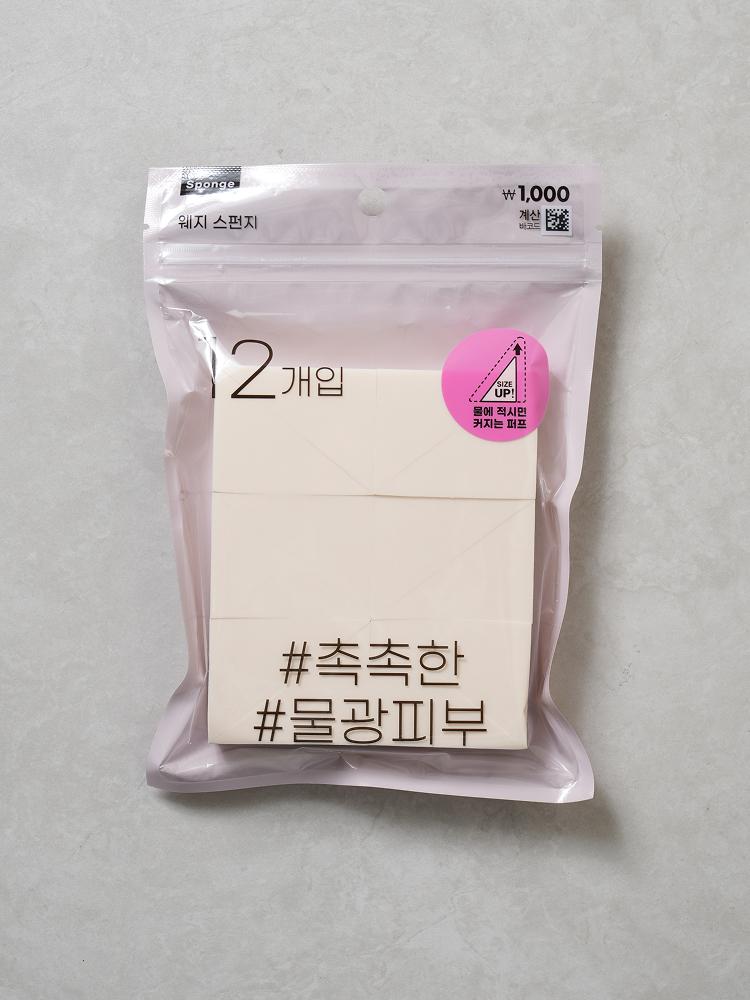 Sponge
웨지 스펀지
₩1,000
계산
바코드
12개입
SIZE
UP!
물에 적시면
커지는 퍼프
#촉촉한
#물광피부